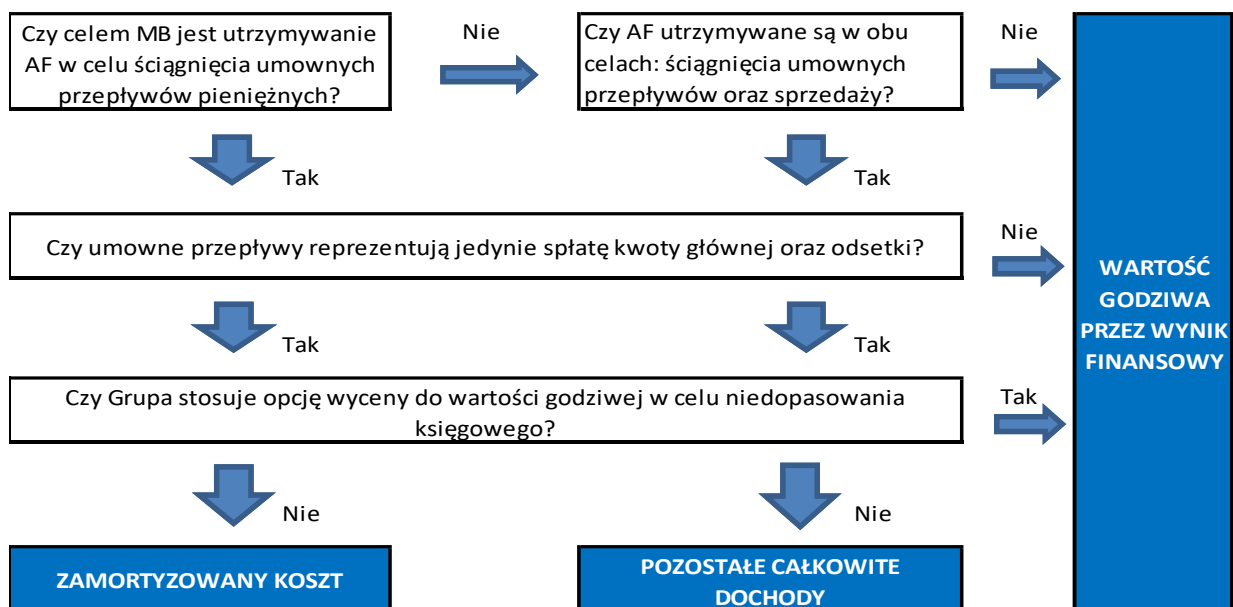 Czy celem MB jest utrzymywanie
AF w celu ściągnięcia umownych
przepływów pieniężnych?
Nie
Czy AF utrzymywane są w obu
celach: ściągnięcia umownych
przepływów oraz sprzedaży?
Nie
Tak
Tak
Czy umowne przepływy reprezentują jedynie spłatę kwoty głównej oraz odsetki?
Nie
Tak
Tak
Czy Grupa stosuje opcję wyceny do wartości godziwej w celu niedopasowania
księgowego?
Tak
Nie
Nie
ZAMORTYZOWANY KOSZT
POZOSTAŁE CAŁKOWITE
DOCHODY
WARTOŚĆ
GODZIWA
PRZEZ WYNIK
FINANSOWY